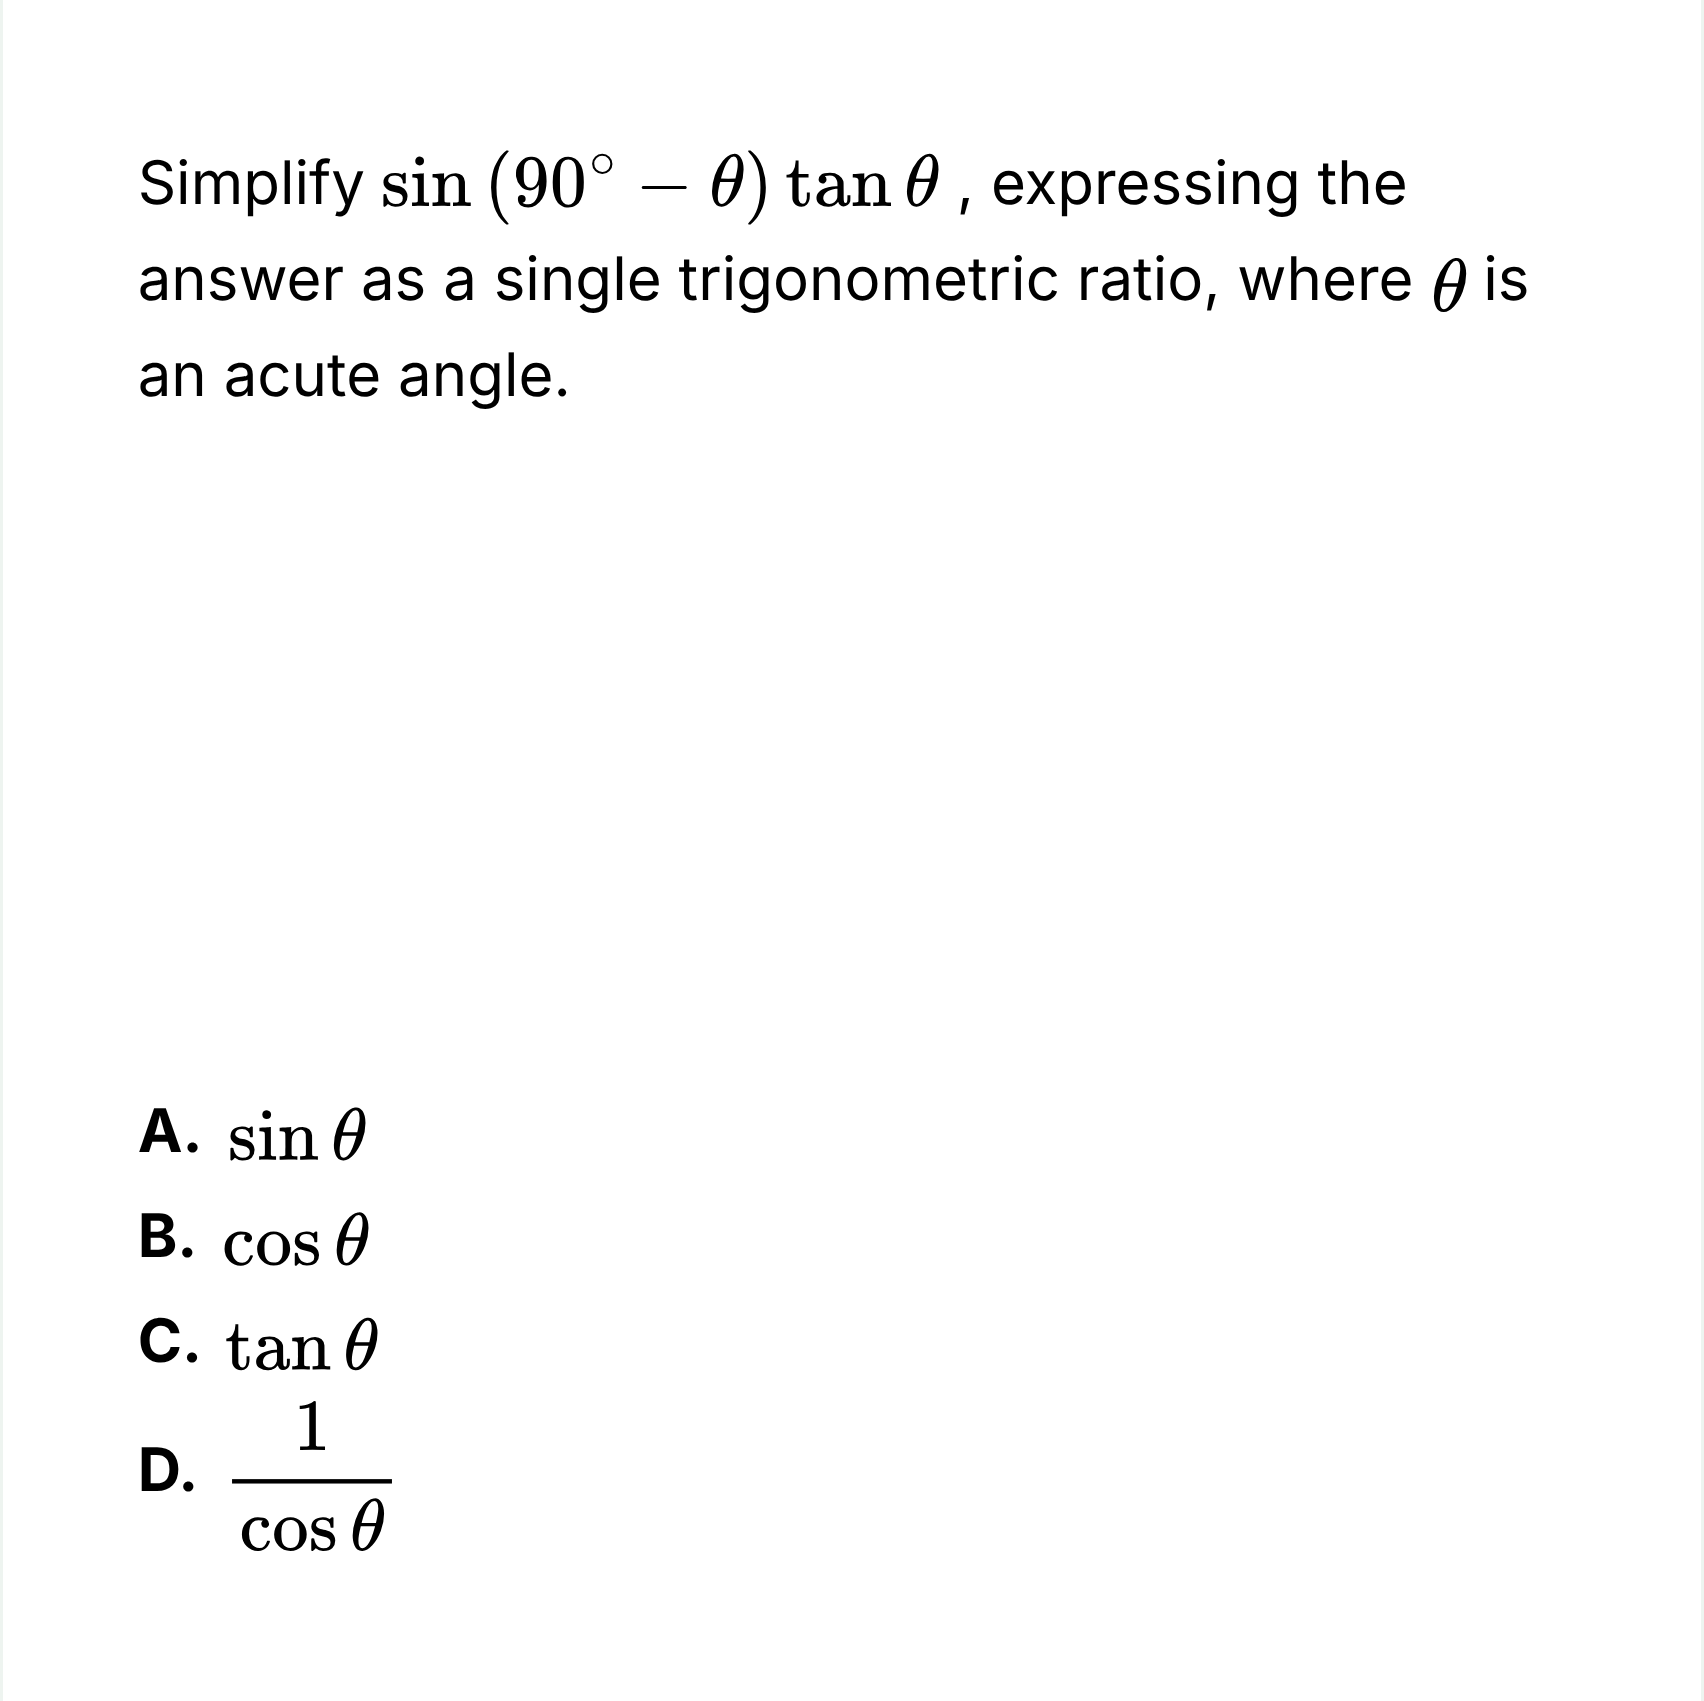 Simplify sin (90° − θ) tan θ , expressing the
answer as a single trigonometric ratio, where θ is
an acute angle.
A. sin θ
B. cos θ
C. tan θ
D. 1/cos θ